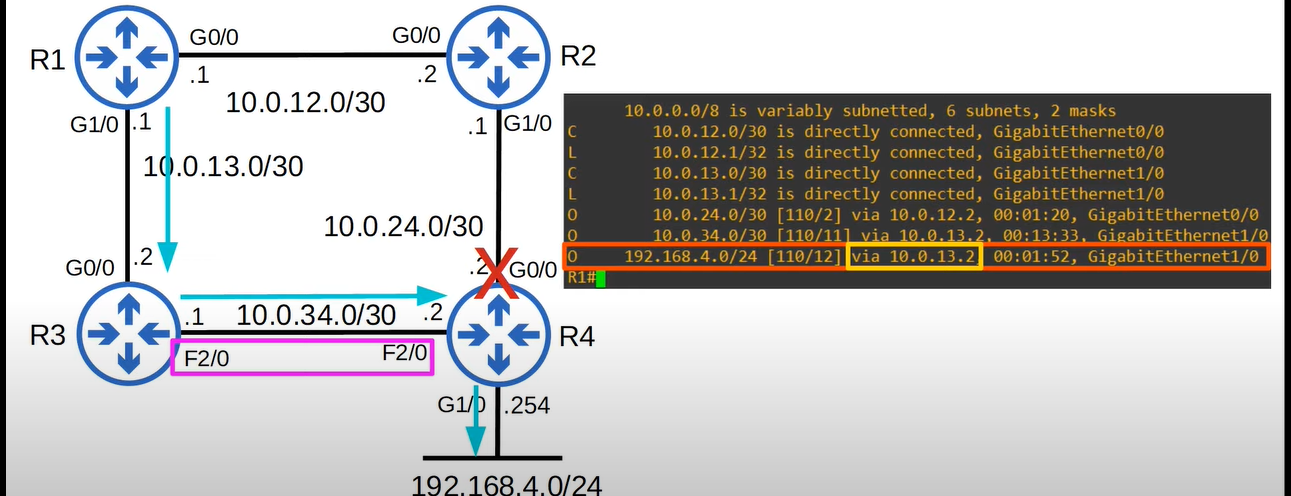 R1
G0/0
G0/0
R2
.1
.2
10.0.12.0/30
G1/0
.1
.1
G1/0
10.0.13.0/30
10.0.24.0/30
G0/0
.2
.2
G0/0
R3
.1
10.0.34.0/30
.2
R4
F2/0
F2/0
G1/0
.254
192.168.4.0/24
10.0.0.0/8 is variably subnetted, 6 subnets, 2 masks
C 10.0.12.0/30 is directly connected, GigabitEthernet0/0
L 10.0.12.1/32 is directly connected, GigabitEthernet0/0
C 10.0.13.0/30 is directly connected, GigabitEthernet1/0
L 10.0.13.1/32 is directly connected, GigabitEthernet1/0
O 10.0.24.0/30 [110/2] via 10.0.12.2, 00:01:20, GigabitEthernet0/0
O 10.0.34.0/30 [110/11] via 10.0.13.2, 00:13:33, GigabitEthernet1/0
O 192.168.4.0/24 [110/12] via 10.0.13.2, 00:01:52, GigabitEthernet1/0
R1#